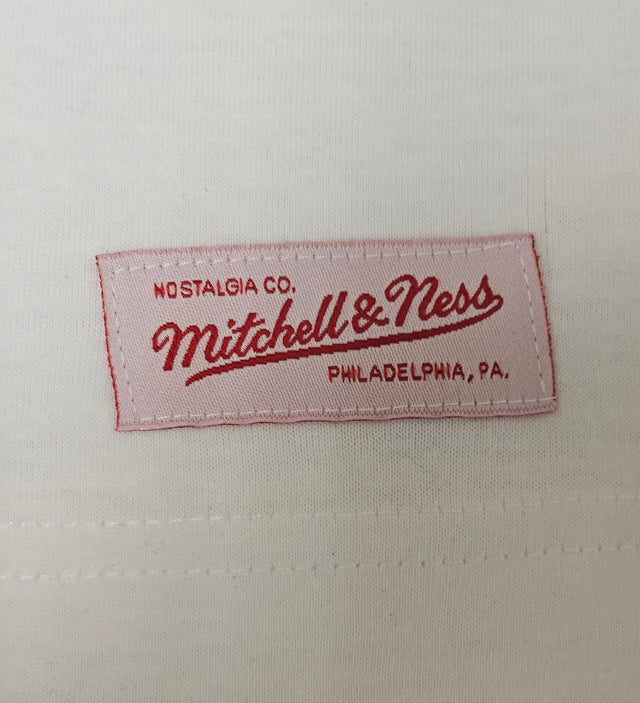 NOSTALGIA CO.
Mitchell & Ness
PHILADELPHIA, PA.